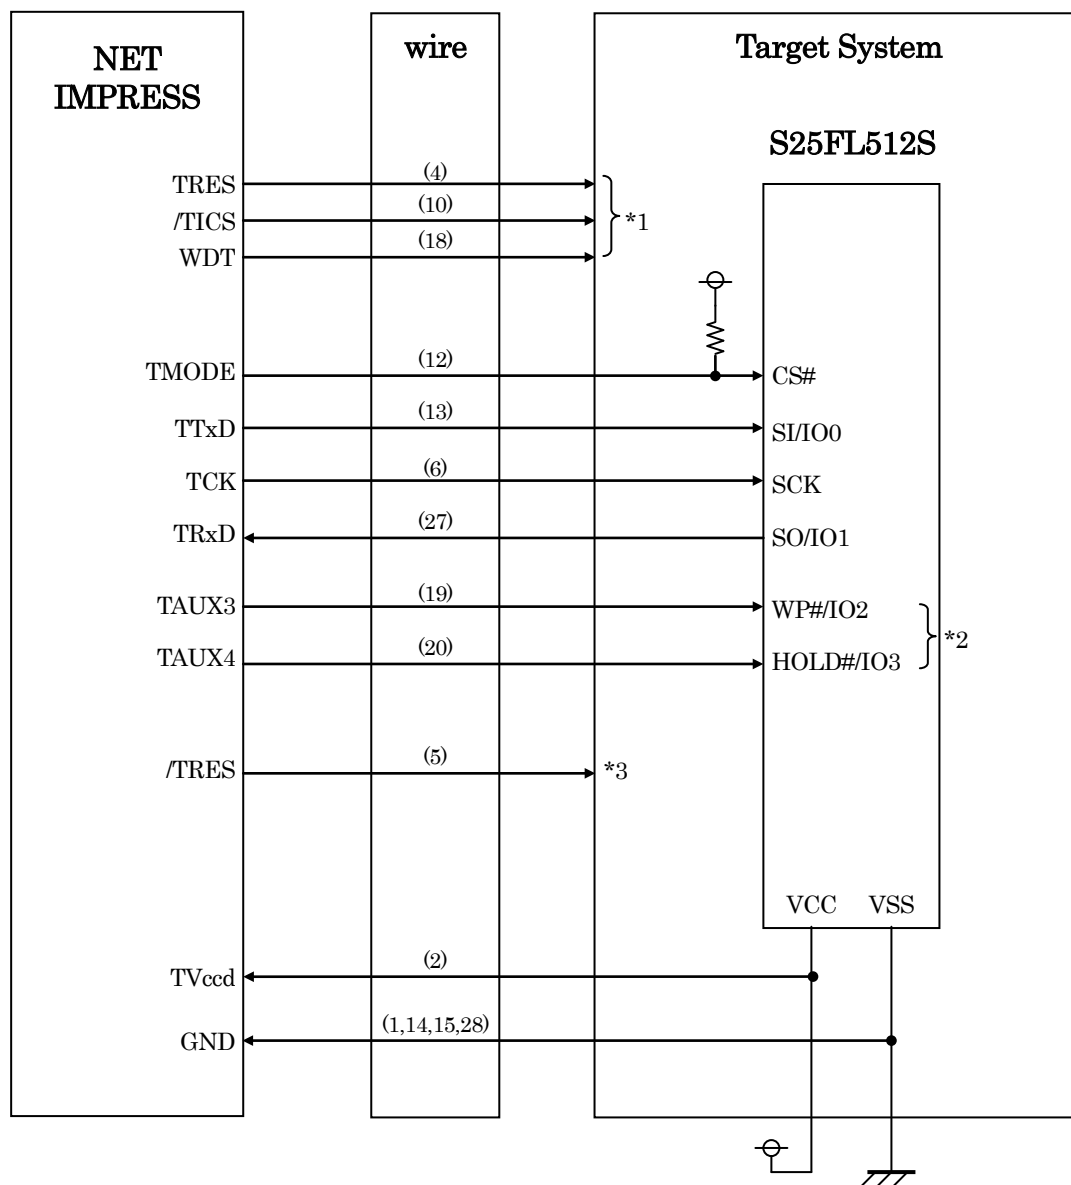 NET
IMPRESS
wire
Target System
S25FL512S
TRES
(4)
/TICS
(10)
*1
WDT
(18)
TMODE
(12)
CS#
TTxD
(13)
SI/IO0
TCK
(6)
SCK
TRxD
(27)
SO/IO1
TAUX3
(19)
WP#/IO2
*2
TAUX4
(20)
HOLD#/IO3
/TRES
(5)
*3
VCC
VSS
TVccd
(2)
GND
(1,14,15,28)